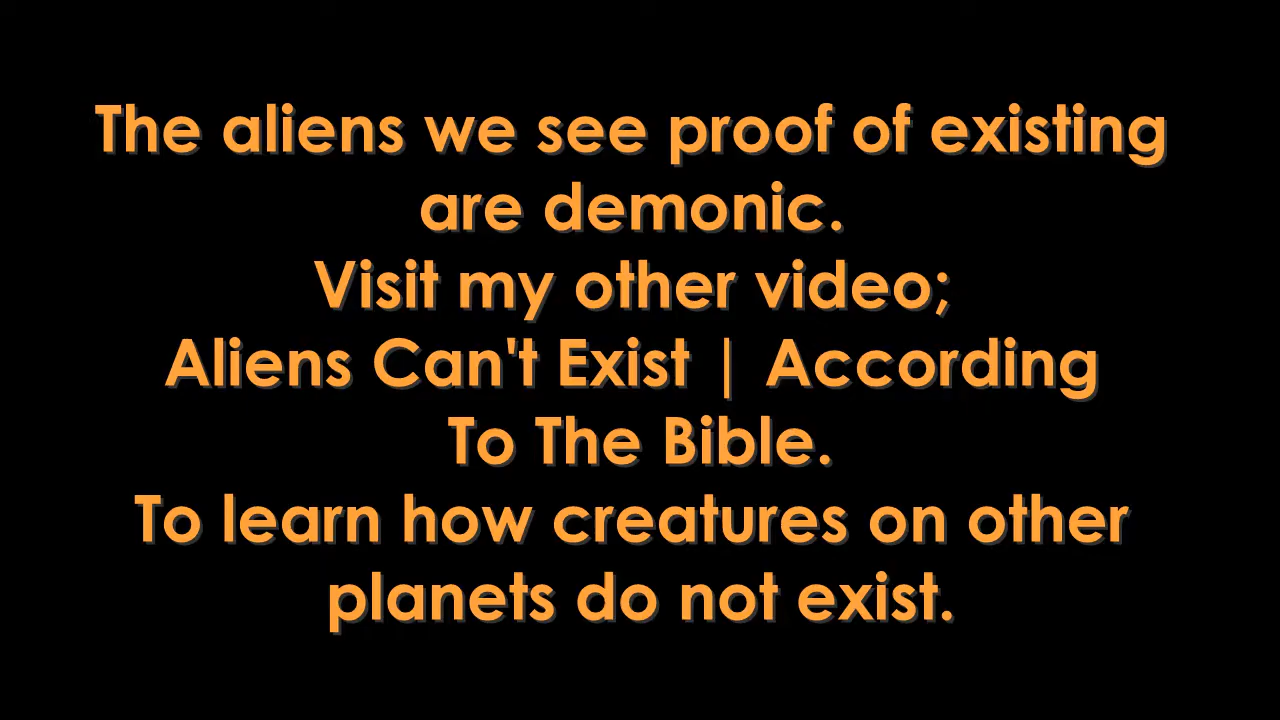 The aliens we see proof of existing
are demonic.
Visit my other video;
Aliens Can't Exist | According
To The Bible.
To learn how creatures on other
planets do not exist.